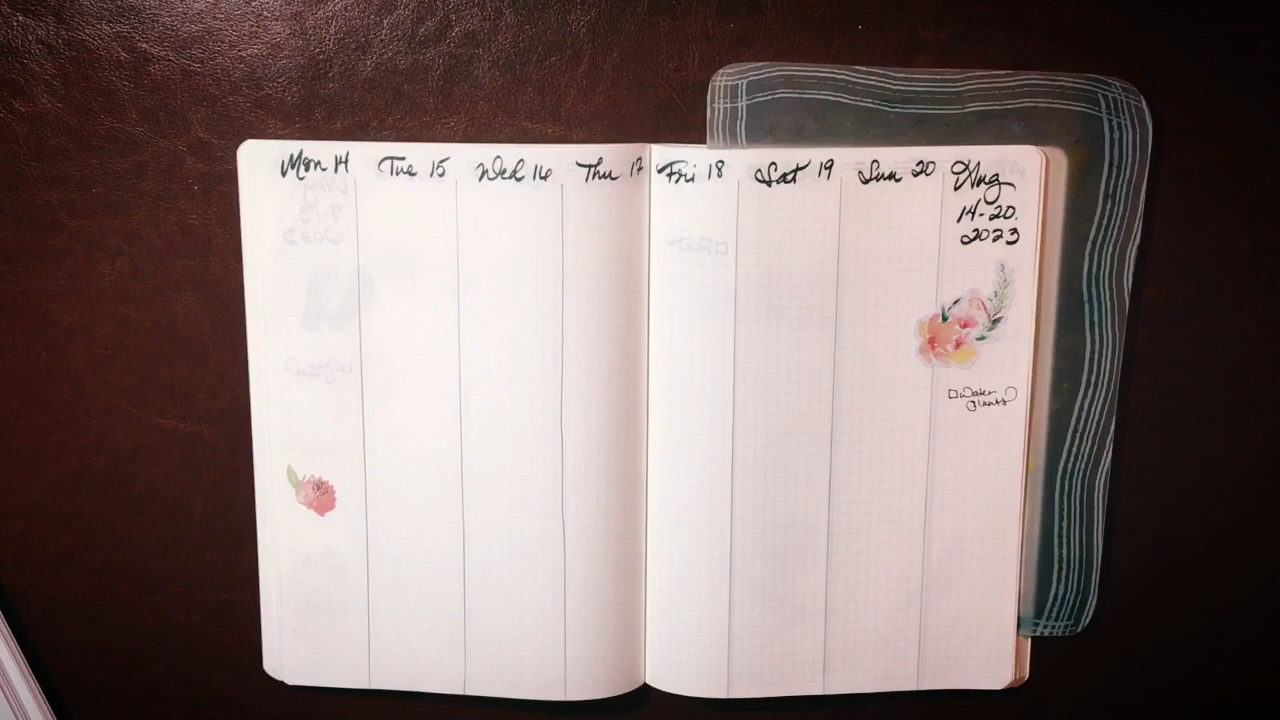 Mon 14 Tue 15 Wed 16 Thu 17 Fri 18 Sat 19 Sun 20 Aug
14-20.
2023
Water
Plants